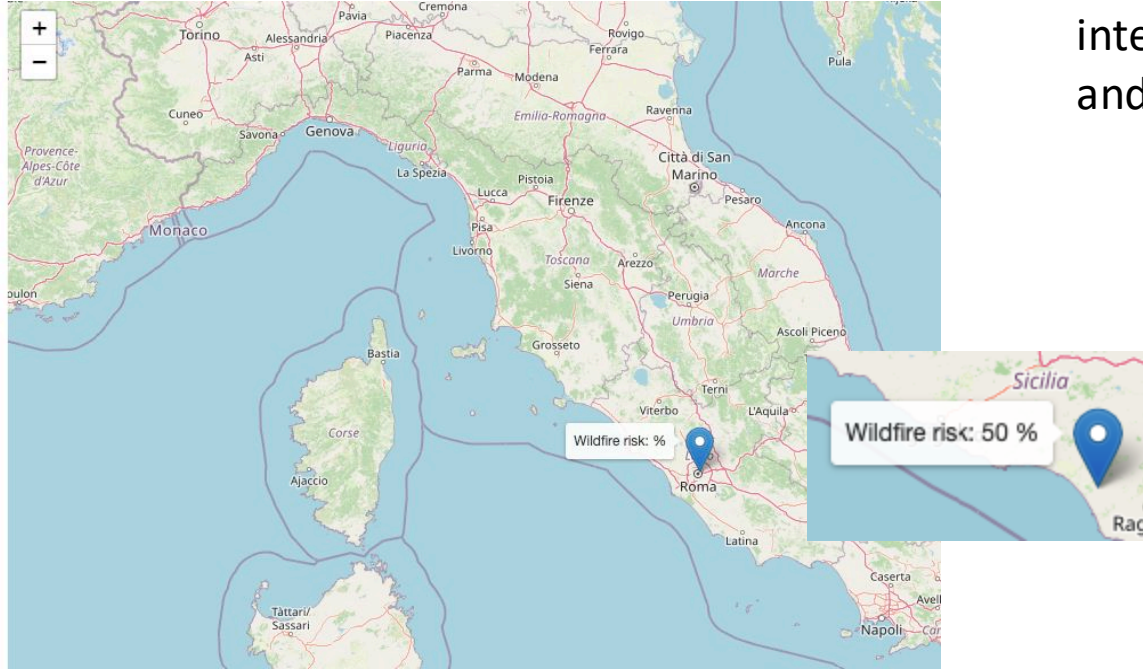 Cremona
Pavia
Torino
Alessandria
Piacenza
Rovigo
Asti
Ferrara
Parma
Modena
Pula
Cuneo
Emilia-Romagna
Ravenna
Savona
Genova
Liguria
Provence-
Alpes-Côte
d'Azur
La Spezia
Città di San
Marino
Pistoia
Lucca
Firenze
Pesaro
Monaco
Pisa
Ancona
Livorno
Toscana
Arezzo
Marche
Siena
oulon
Perugia
Umbria
Ascoli Piceno
Grosseto
Bastia
Terni
Viterbo
L'Aquila
Corse
Wildfire risk: %
Ajaccio
Roma
Latina
Caserta
Tàttari/
Sassari
Avel
Napoli
+
−
inte
and
Sicilia
Wildfire risk: 50 %
Rag